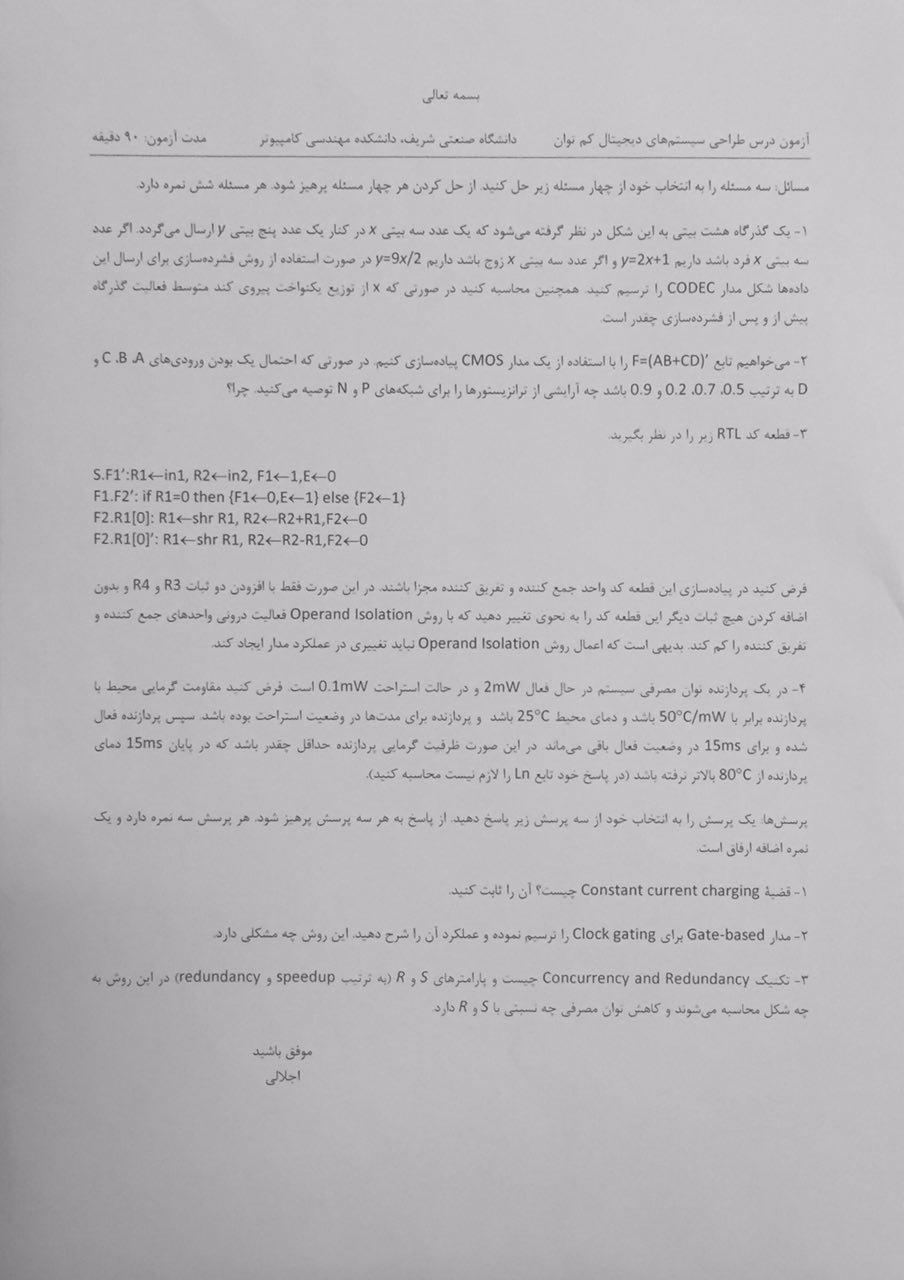 بسمه تعالی
آزمون درس طراحی سیستم‌های دیجیتال کم توان دانشگاه صنعتی شریف، دانشکده مهندسی کامپیوتر مدت آزمون: ۹۰ دقیقه
مسائل: سه مسئله را به انتخاب خود از چهار مسئله زیر حل کنید. از حل کردن هر چهار مسئله پرهیز شود. هر مسئله شش نمره دارد.
۱- یک گذرگاه هشت بیتی به این شکل در نظر گرفته می‌شود که یک عدد سه بیتی x در کنار یک عدد پنج بیتی y ارسال می‌گردد. اگر عدد
سه بیتی x فرد باشد داریم y=2x+1 و اگر عدد سه بیتی x زوج باشد داریم y=9x/2 در صورت استفاده از روش فشرده‌سازی برای ارسال این
داده‌ها شکل مدار CODEC را ترسیم کنید. همچنین محاسبه کنید در صورتی که x از توزیع یکنواخت پیروی کند متوسط فعالیت گذرگاه
پیش از و پس از فشرده‌سازی چقدر است.
۲- می‌خواهیم تابع F=(AB+CD)' را با استفاده از یک مدار CMOS پیاده‌سازی کنیم. در صورتی که احتمال یک بودن ورودی‌های A، B، C و
D به ترتیب 0.5، 0.7، 0.2 و 0.9 باشد چه آرایشی از ترانزیستورها را برای شبکه‌های P و N توصیه می‌کنید. چرا؟
۳- قطعه کد RTL زیر را در نظر بگیرید.
S.F1':R1←in1, R2←in2, F1←1,E←0
F1.F2': if R1=0 then {F1←0,E←1} else {F2←1}
F2.R1[0]: R1←shr R1, R2←R2+R1,F2←0
F2.R1[0]': R1←shr R1, R2←R2-R1,F2←0
فرض کنید در پیاده‌سازی این قطعه کد واحد جمع کننده و تفریق کننده مجزا باشند. در این صورت فقط با افزودن دو ثبات R3 و R4 و بدون
اضافه کردن هیچ ثبات دیگر این قطعه کد را به نحوی تغییر دهید که با روش Operand Isolation فعالیت درونی واحدهای جمع کننده و
تفریق کننده را کم کند. بدیهی است که اعمال روش Operand Isolation نباید تغییری در عملکرد مدار ایجاد کند.
۴- در یک پردازنده توان مصرفی سیستم در حال فعال 2mW و در حالت استراحت 0.1mW است. فرض کنید مقاومت گرمایی محیط با
پردازنده برابر با 50°C/mW باشد و دمای محیط 25°C باشد و پردازنده برای مدت‌ها در وضعیت استراحت بوده باشد. سپس پردازنده فعال
شده و برای 15ms در وضعیت فعال باقی می‌ماند. در این صورت ظرفیت گرمایی پردازنده حداقل چقدر باشد که در پایان 15ms دمای
پردازنده از 80°C بالاتر نرفته باشد (در پاسخ خود تابع Ln را لازم نیست محاسبه کنید).
پرسش‌ها: یک پرسش را به انتخاب خود از سه پرسش زیر پاسخ دهید. از پاسخ به هر سه پرسش پرهیز شود. هر پرسش سه نمره دارد و یک
نمره اضافه ارفاق است.
۱- قضیهٔ Constant current charging چیست؟ آن را ثابت کنید.
۲- مدار Gate-based برای Clock gating را ترسیم نموده و عملکرد آن را شرح دهید. این روش چه مشکلی دارد.
۳- تکنیک Concurrency and Redundancy چیست و پارامترهای S و R (به ترتیب speedup و redundancy) در این روش به
چه شکل محاسبه می‌شوند و کاهش توان مصرفی چه نسبتی با S و R دارد.
موفق باشید
اجلالی